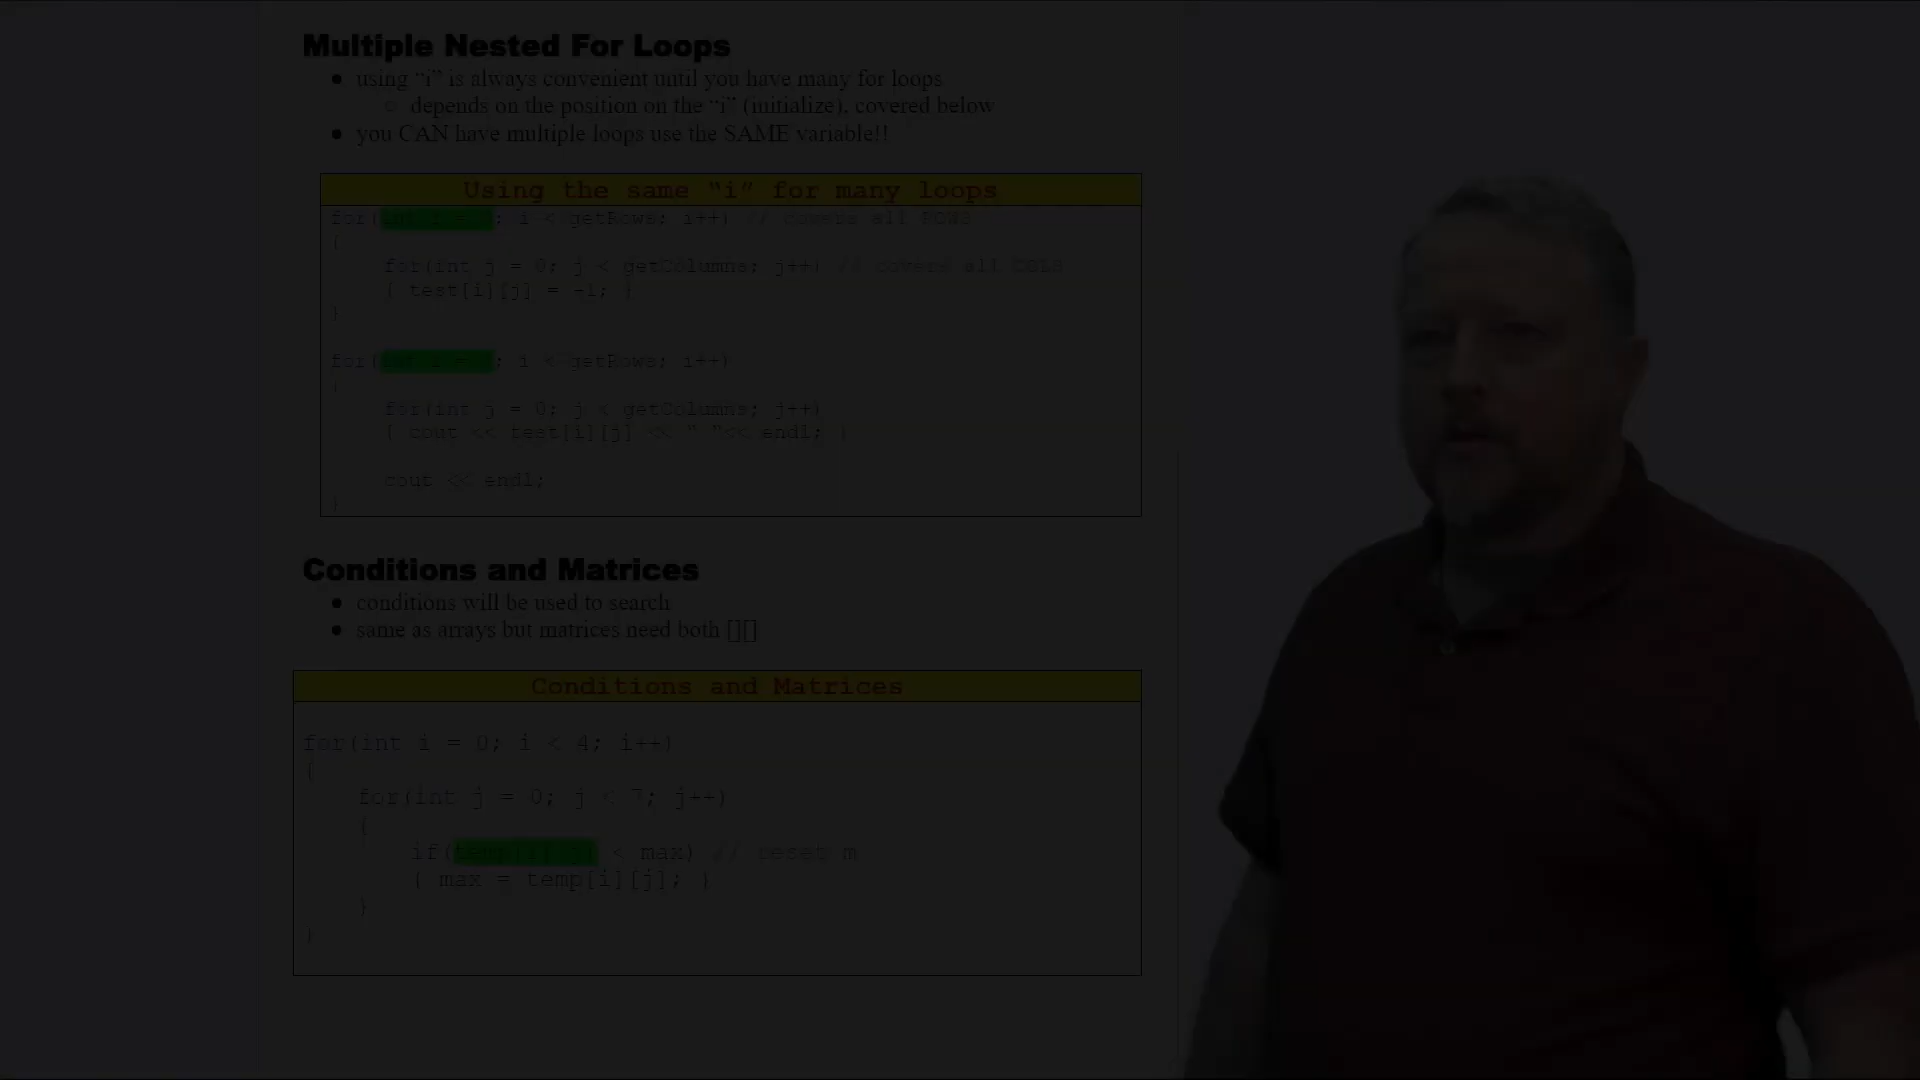 Multiple Nested For Loops
• using “i” is always convenient until you have many for loops
○ depends on the position on the “i” (initialize), covered below
• you CAN have multiple loops use the SAME variable!!
Using the same “i” for many loops
for(int i = 0; i < getRows; i++) // covers all ROWS
{
for(int j = 0; j < getColumns; j++) // covers all COLS
{ test[i][j] = -1; }
}
for(int i = 0; i < getRows; i++)
{
for(int j = 0; j < getColumns; j++)
{ cout << test[i][j] << " "<< endl; }
cout << endl;
}
Conditions and Matrices
• conditions will be used to search
• same as arrays but matrices need both [][]
Conditions and Matrices
for(int i = 0; i < 4; i++)
{
for(int j = 0; j < 7; j++)
{
if(temp[i][j] < max) // reset m
{ max = temp[i][j]; }
}
}